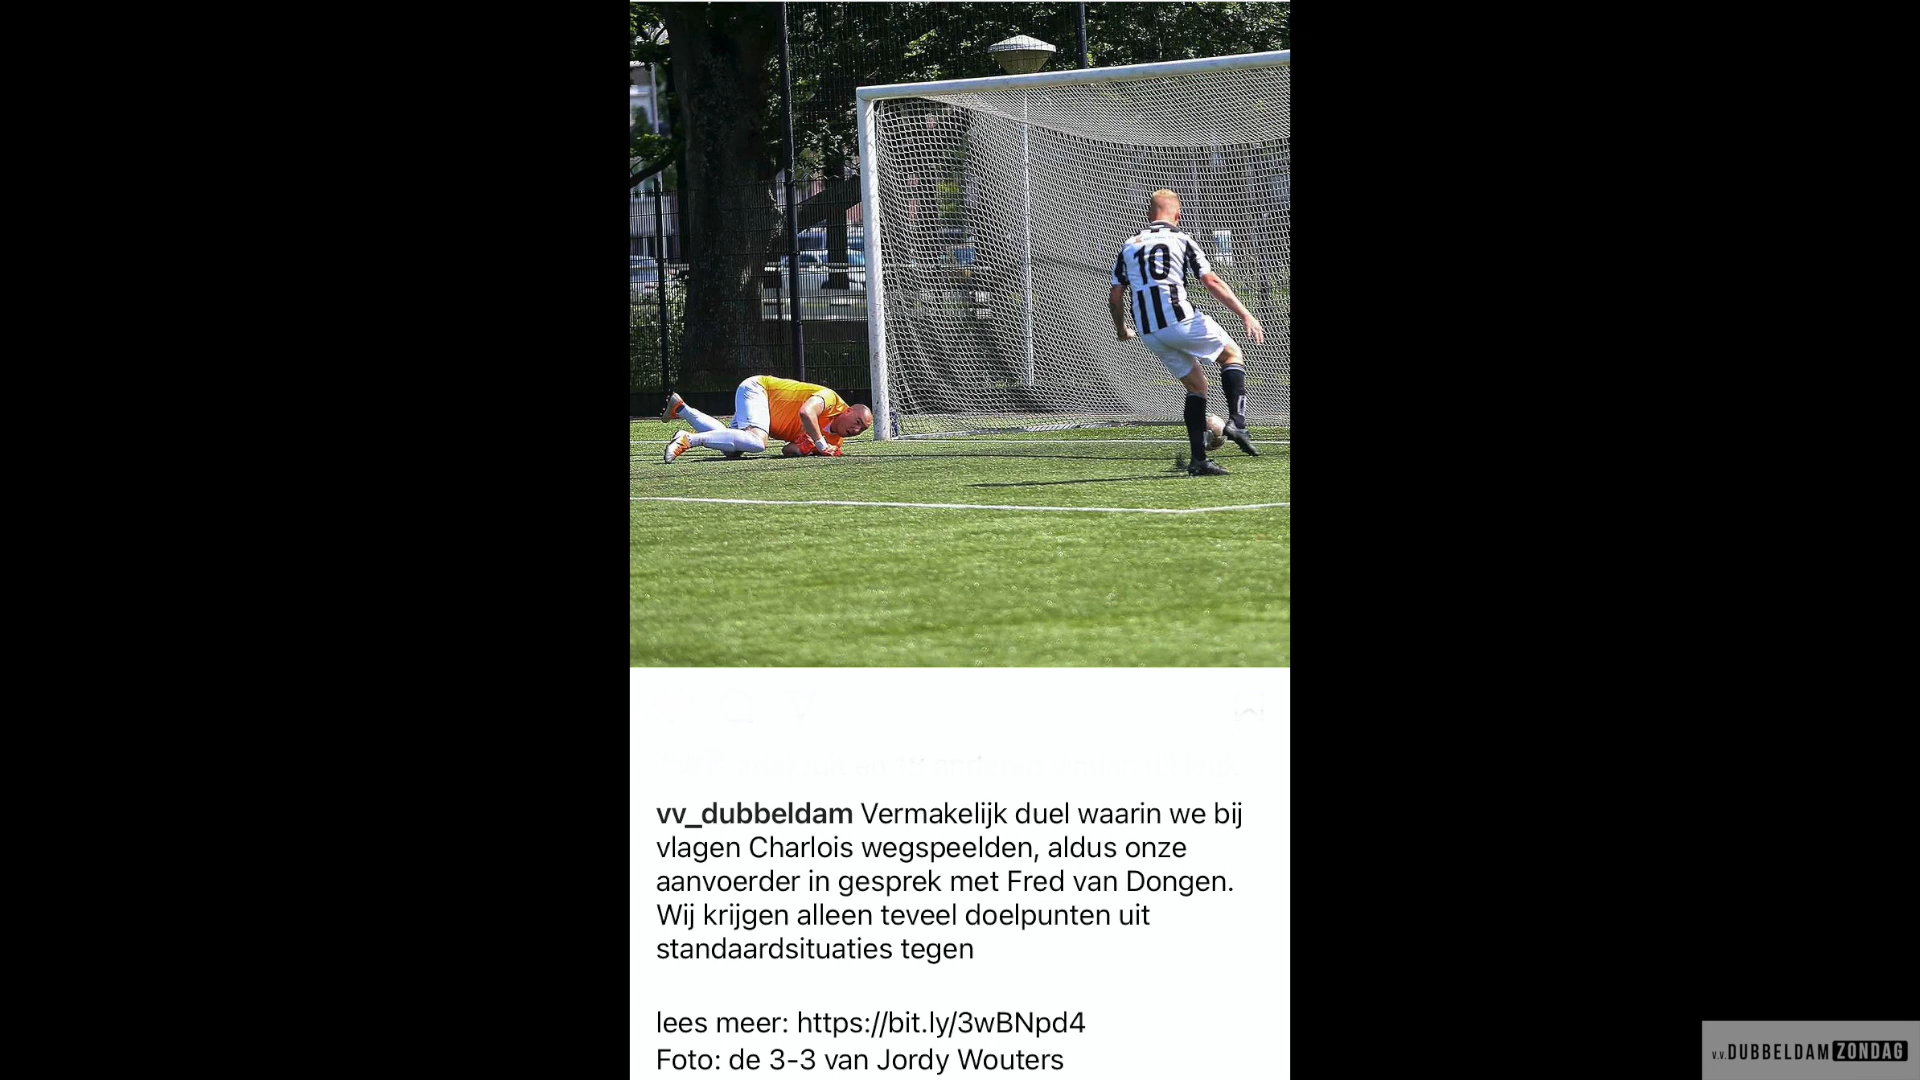 10
vv_dubbeldam Vermakelijk duel waarin we bij
vlagen Charlois wegspeelden, aldus onze
aanvoerder in gesprek met Fred van Dongen.
Wij krijgen alleen teveel doelpunten uit
standaardsituaties tegen
lees meer: https://bit.ly/3wBNpd4
Foto: de 3-3 van Jordy Wouters
v.v. DUBBELDAM ZONDAG